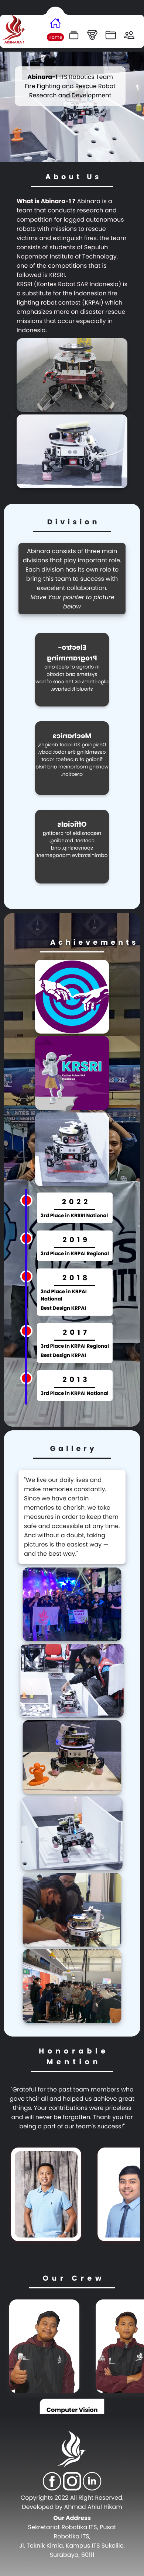 ABINARA-1
Home
Abinara-1 ITS Robotics Team
Fire Fighting and Rescue Robot
Research and Development
About Us
What is Abinara-1 ? Abinara is a
team that conducts research and
competition for legged autonomous
robots with missions to rescue
victims and extinguish fires. the team
consists of students of Sepuluh
Nopember Institute of Technology.
one of the competitions that is
followed is KRSRI.
KRSRI (Kontes Robot SAR Indonesia) is
a substitute for the Indonesian fire
fighting robot contest (KRPAI) which
emphasizes more on disaster rescue
missions that occur especially in
Indonesia.
Division
Abinara consists of three main
divisions that play important role.
Each division has its own role to
bring this team to success with
execelent collaboration.
Move Your pointer to picture
below
Electro-
Programming
Mechanics
Officials
Achievements
KRSRI
2022
3rd Place in KRSRI National
2019
3rd Place in KRPAI Regional
2018
2nd Place in KRPAI
National
Best Design KRPAI
2017
3rd Place in KRPAI Regional
Best Design KRPAI
2013
3rd Place in KRPAI National
Gallery
"We live our daily lives and
make memories constantly.
Since we have certain
memories to cherish, we take
measures in order to keep them
safe and accessible at any time.
And without a doubt, taking
pictures is the easiest way —
and the best way."
Honorable
Mention
"Grateful for the past team members who
gave their all and helped us achieve great
things. Your contributions were priceless
and will never be forgotten. Thank you for
being a part of our team's success!"
Our Crew
Computer Vision
Copyrights 2022 All Right Reserved.
Developed by Ahmad Ahlul Hikam
Our Address
Sekretariat Robotika ITS, Pusat
Robotika ITS,
Jl. Teknik Kimia, Kampus ITS Sukolilo,
Surabaya, 60111